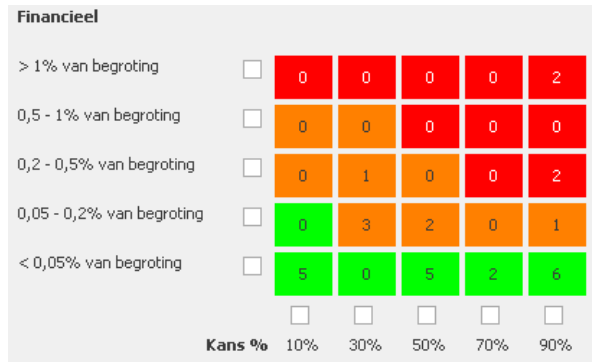 Financieel
> 1% van begroting 0 0 0 0 2
0,5 - 1% van begroting 0 0 0 0 0
0,2 - 0,5% van begroting 0 1 0 0 2
0,05 - 0,2% van begroting 0 3 2 0 1
< 0,05% van begroting 5 0 5 2 6
Kans % 10% 30% 50% 70% 90%